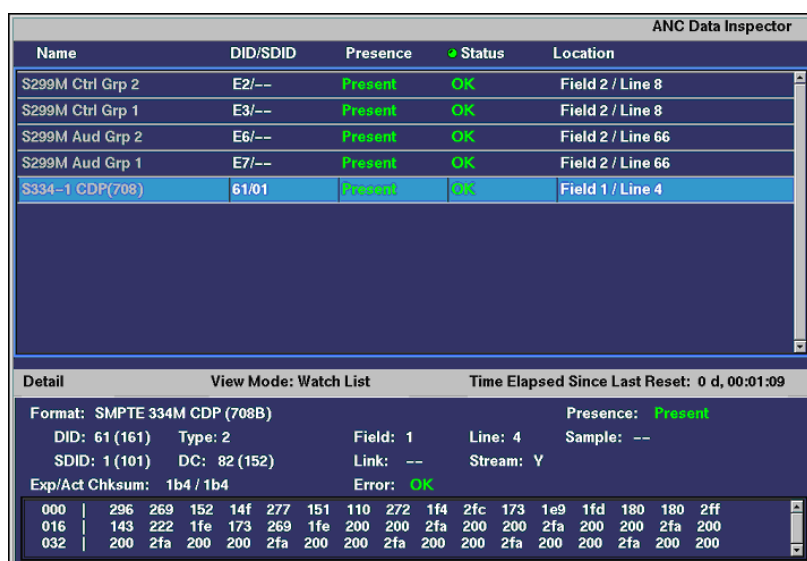 ANC Data Inspector
Name DID/SDID Presence Status Location
S299M Ctrl Grp 2 E2/-- Present OK Field 2 / Line 8
S299M Ctrl Grp 1 E3/-- Present OK Field 2 / Line 8
S299M Aud Grp 2 E6/-- Present OK Field 2 / Line 66
S299M Aud Grp 1 E7/-- Present OK Field 2 / Line 66
S334-1 CDP(708) 61/01 Present OK Field 1 / Line 4
Detail View Mode: Watch List Time Elapsed Since Last Reset: 0 d, 00:01:09
Format: SMPTE 334M CDP (708B) Presence: Present
DID: 61 (161) Type: 2 Field: 1 Line: 4 Sample: --
SDID: 1 (101) DC: 82 (152) Link: -- Stream: Y
Exp/Act Chksum: 1b4 / 1b4 Error: OK
000 | 296 269 152 14f 277 151 110 272 1f4 2fc 173 1e9 1fd 180 180 2ff
016 | 143 222 1fe 173 269 1fe 200 200 2fa 200 200 2fa 200 200 2fa 200
032 | 200 2fa 200 200 2fa 200 200 2fa 200 200 2fa 200 200 2fa 200 200